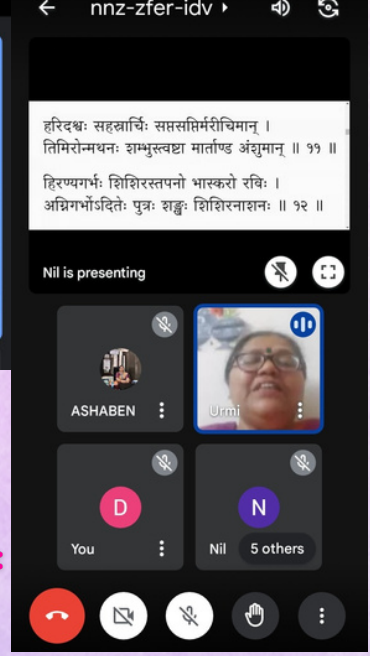 nnz-zfer-idv
हरिदश्वः सहस्रार्चिः सप्तसप्तिर्मरीचिमान् ।
तिमिरोन्मथनः शम्भुस्त्वष्टा मार्ताण्ड अंशुमान् ॥ ११ ॥
हिरण्यगर्भः शिशिरस्तपनो भास्करो रविः ।
अग्निगर्भोऽदितेः पुत्रः शङ्खः शिशिरनाशनः ॥ १२ ॥
Nil is presenting
ASHABEN
Urmi
D
You
N
Nil
5 others